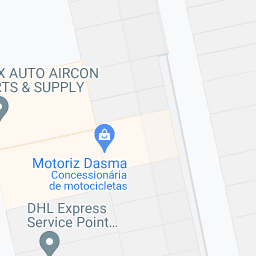 X AUTO AIRCON
RTS & SUPPLY
Motoriz Dasma
Concessionária
de motocicletas
DHL Express
Service Point...